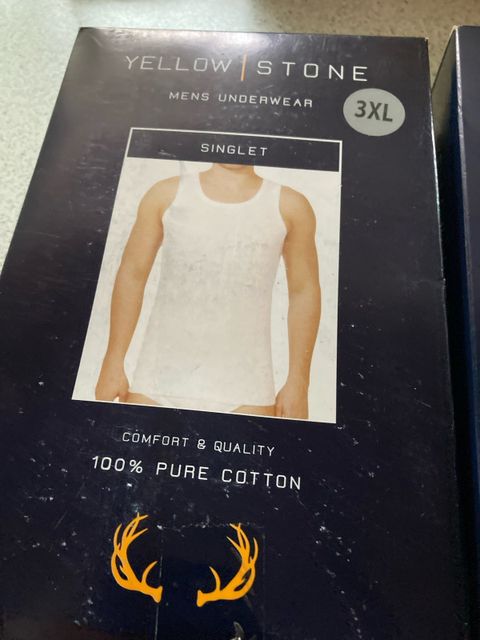 YELLOW | STONE
MENS UNDERWEAR
3XL
SINGLET
COMFORT & QUALITY
100% PURE COTTON